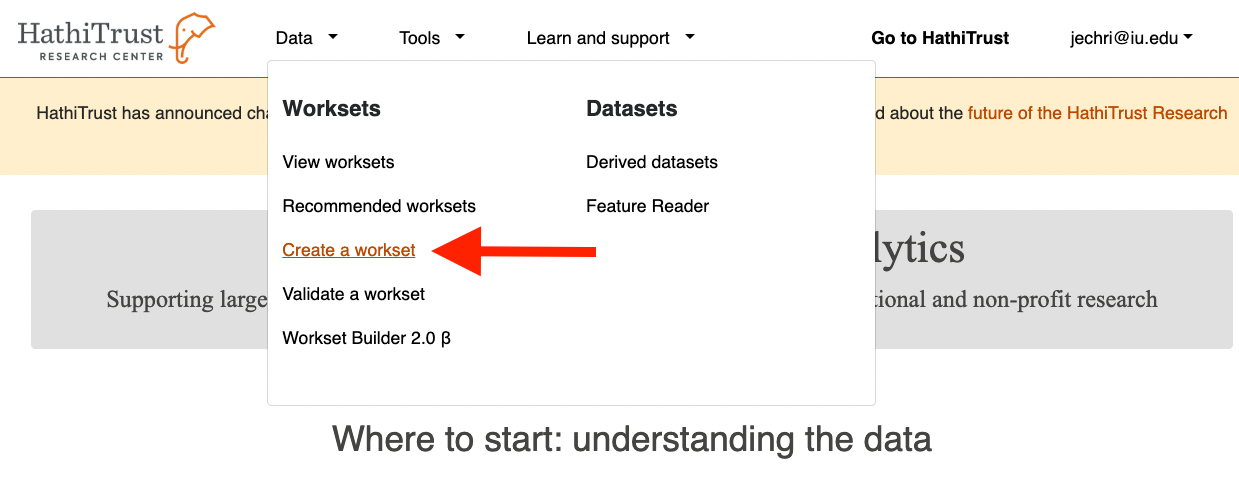 HathiTrust
RESEARCH CENTER
Data
Tools
Learn and support
Go to HathiTrust
jechri@iu.edu
HathiTrust has announced cha
d about the future of the HathiTrust Research
Worksets
View worksets
Recommended worksets
Create a workset
Validate a workset
Workset Builder 2.0 β
Datasets
Derived datasets
Feature Reader
lytics
Supporting large
tional and non-profit research
Where to start: understanding the data